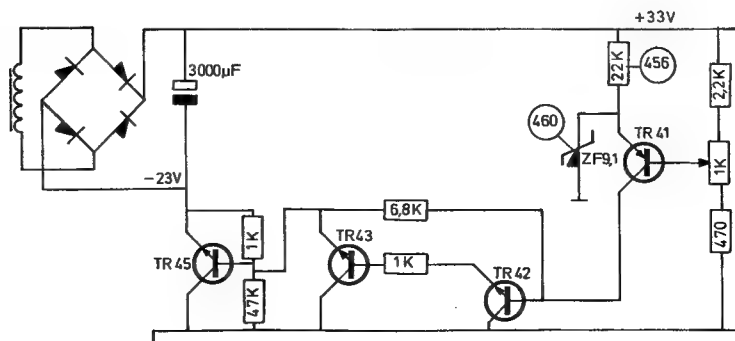 +33V
3000µF
22K
456
2,2K
460
TR 41
ZF9,1
1K
-23V
6,8K
470
1K
TR43
TR 45
1K
TR 42
47K